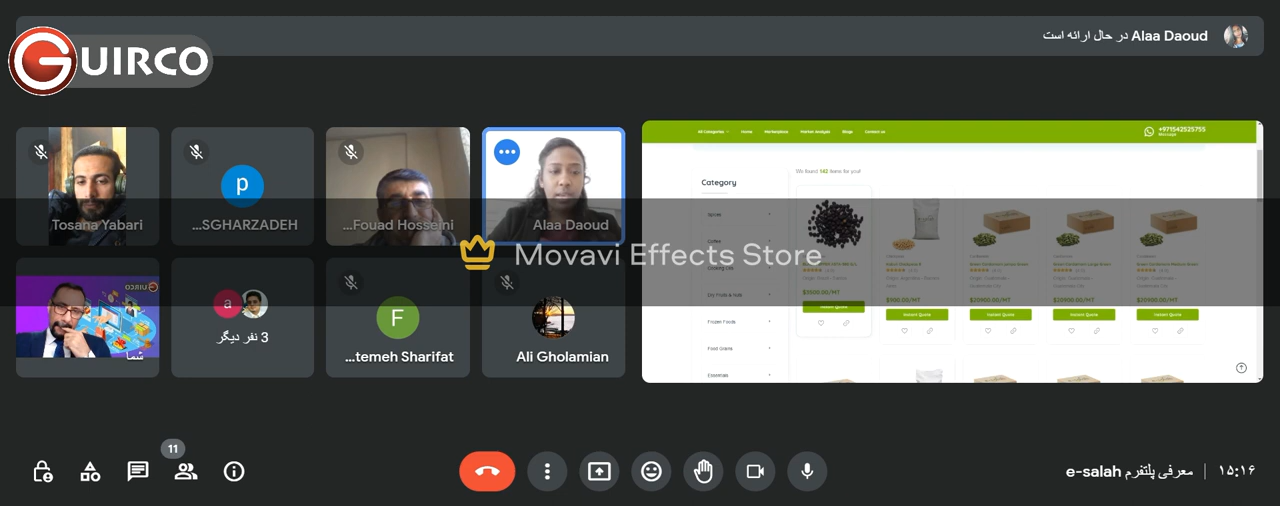 Alaa Daoud در حال ارائه است
GUIRCO
Tosana Yabari
...SGHARZADEH
...Fouad Hosseini
Alaa Daoud
Movavi Effects Store
GUIRCO
شما
a
3 نفر دیگر
F
...temeh Sharifat
Ali Gholamian
p
All Categories
Home
Marketplace
Market Analysis
Blogs
Contact us
+971542525755
We found 142 items for you!
Category
Spices
Coffee
Cooking Oils
Dry Fruits & Nuts
Frozen Foods
Food Grains
Essentials
Instant Quote
$900.00/MT
Instant Quote
$20900.00/MT
Instant Quote
$20900.00/MT
Instant Quote
$20900.00/MT
Instant Quote
11
معرفی پلتفرم e-salah
۱۵:۱۶